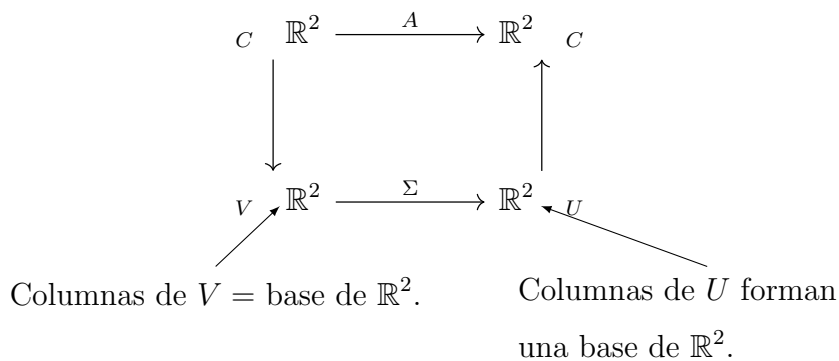 A
C ℝ² ℝ² C
Σ
V ℝ² ℝ² U
Columnas de V = base de ℝ².
Columnas de U forman
una base de ℝ².